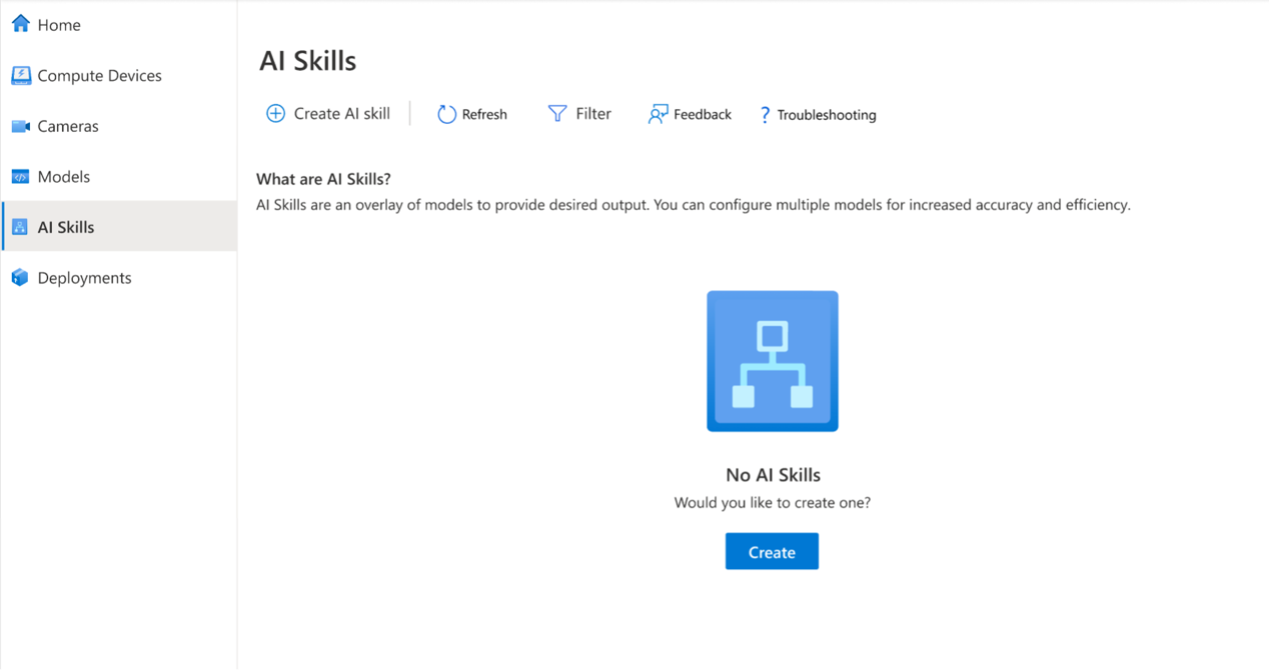 Home
Compute Devices
Cameras
Models
AI Skills
Deployments
AI Skills
Create AI skill
Refresh
Filter
Feedback
? Troubleshooting
What are AI Skills?
AI Skills are an overlay of models to provide desired output. You can configure multiple models for increased accuracy and efficiency.
No AI Skills
Would you like to create one?
Create